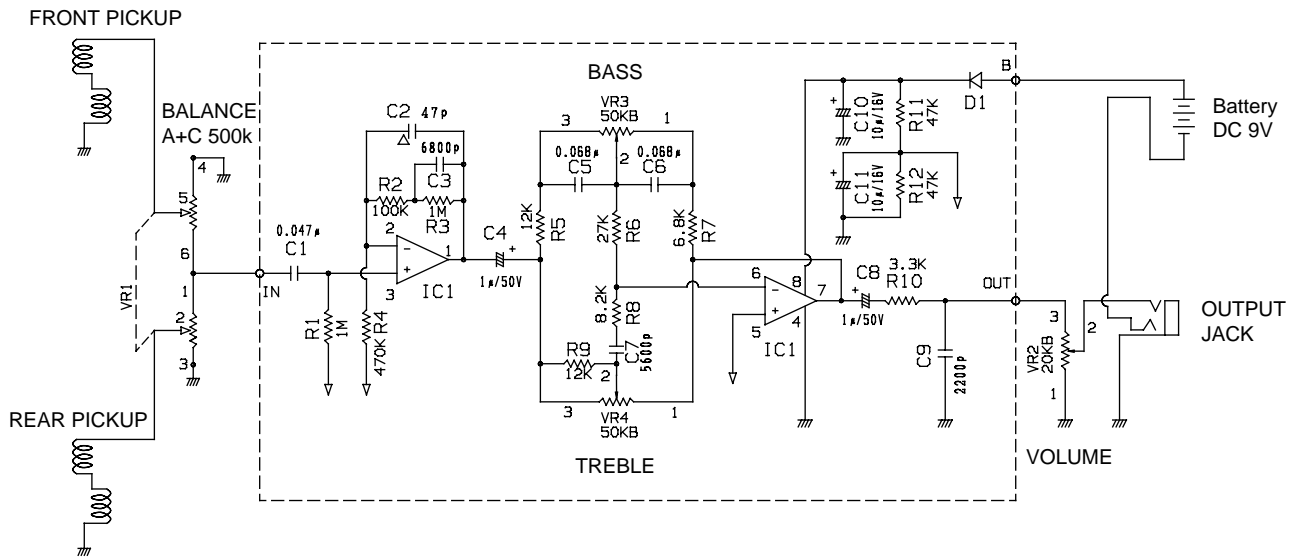 FRONT PICKUP
BALANCE
A+C 500k
4
5
6
1
2
3
VR1
REAR PICKUP
IN
0.047μ
C1
R1
1M
C2 47p
6800p
C3
R2
100K
1M
R3
2
3
1
IC1
470K R4
C4
+
1μ/50V
BASS
VR3
50KB
3
1
2
0.068μ
C5
0.068μ
C6
12K
R5
27K
R6
6.8K
R7
8.2K
R8
C7
5600p
R9
12K
2
3
1
VR4
50KB
TREBLE
6
5
8
4
7
IC1
C8
+
1μ/50V
3.3K
R10
C9
2200p
OUT
B
D1
+
C10
10μ/16V
R11
47K
+
C11
10μ/16V
R12
47K
Battery
DC 9V
3
2
1
VR2
20KB
VOLUME
OUTPUT
JACK